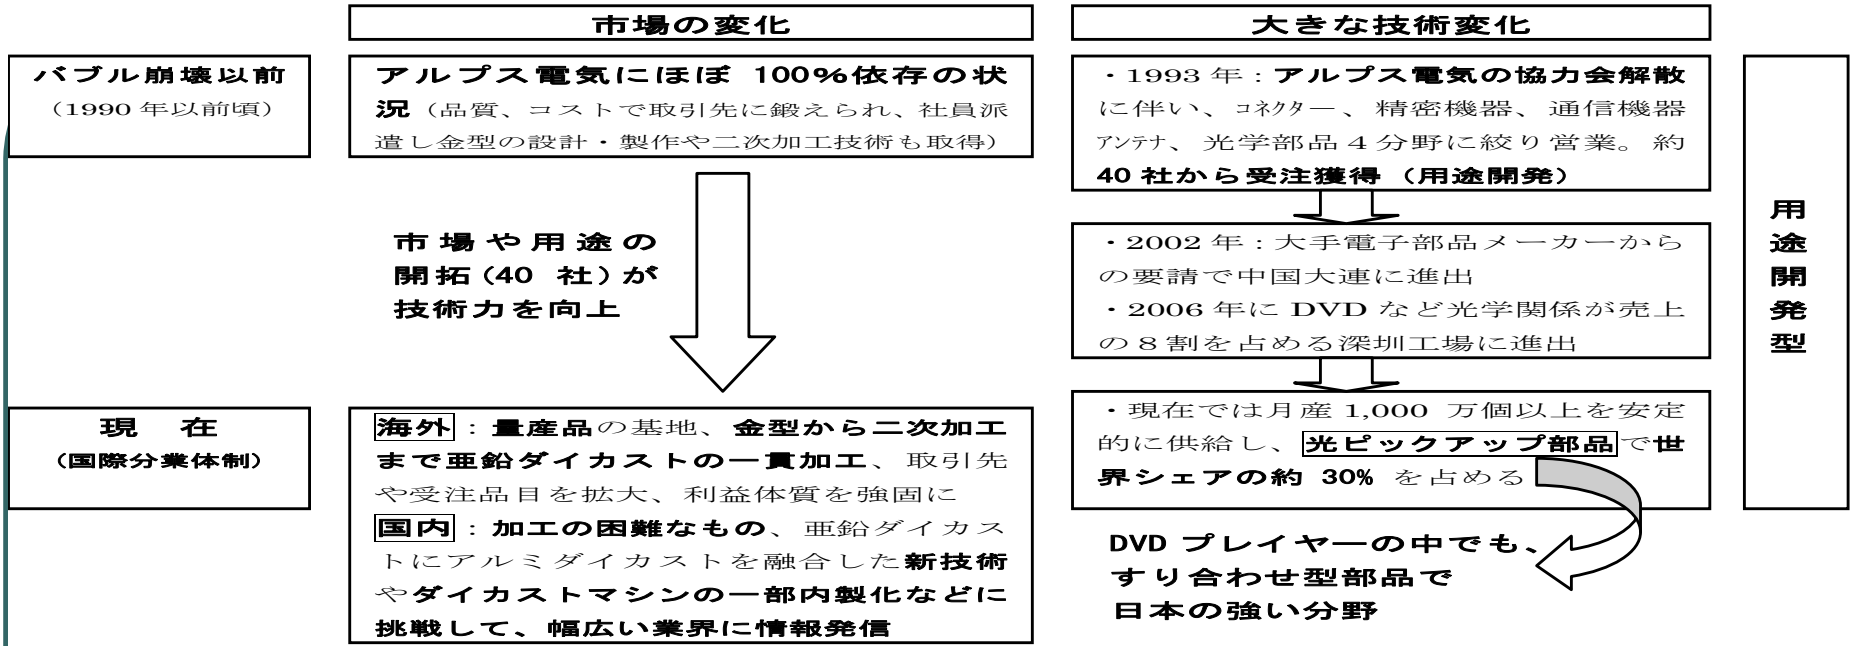 市場の変化
大きな技術変化
バブル崩壊以前
（1990 年以前頃）
アルプス電気にほぼ 100%依存の状
況（品質、コストで取引先に鍛えられ、社員派
遣し金型の設計・製作や二次加工技術も取得）
・1993 年：アルプス電気の協力会解散
に伴い、ｺﾈｸﾀｰ、精密機器、通信機器
ｱﾝﾃﾅ、光学部品４分野に絞り営業。約
40 社から受注獲得（用途開発）
市場や用途の
開拓(40 社)が
技術力を向上
・2002 年：大手電子部品メーカーから
の要請で中国大連に進出
・2006 年に DVD など光学関係が売上
の８割を占める深圳工場に進出
用
途
開
発
型
現　在
（国際分業体制）
海外：量産品の基地、金型から二次加工
まで亜鉛ダイカストの一貫加工、取引先
や受注品目を拡大、利益体質を強固に
国内：加工の困難なもの、亜鉛ダイカス
トにアルミダイカストを融合した新技術
やダイカストマシンの一部内製化などに
挑戦して、幅広い業界に情報発信
・現在では月産 1,000 万個以上を安定
的に供給し、光ピックアップ部品で世
界シェアの約 30% を占める
DVD プレイヤーの中でも、
すり合わせ型部品で
日本の強い分野